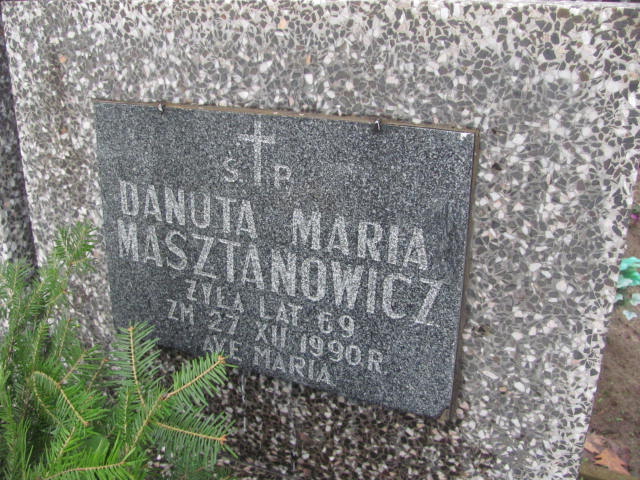 Ś. P.
DANUTA MARIA
MASZTANOWICZ
ŻYŁA LAT 69
ZM 27 XII 1990 R.
AVE MARIA